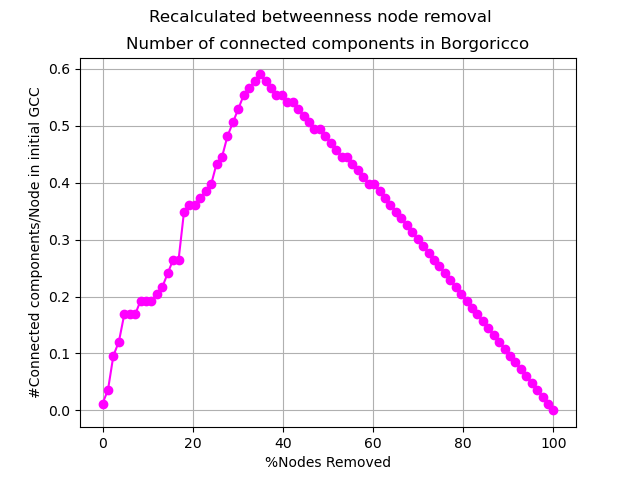 Recalculated betweenness node removal
Number of connected components in Borgoricco
#Connected components/Node in initial GCC
0.6
0.5
0.4
0.3
0.2
0.1
0.0
0 20 40 60 80 100
%Nodes Removed